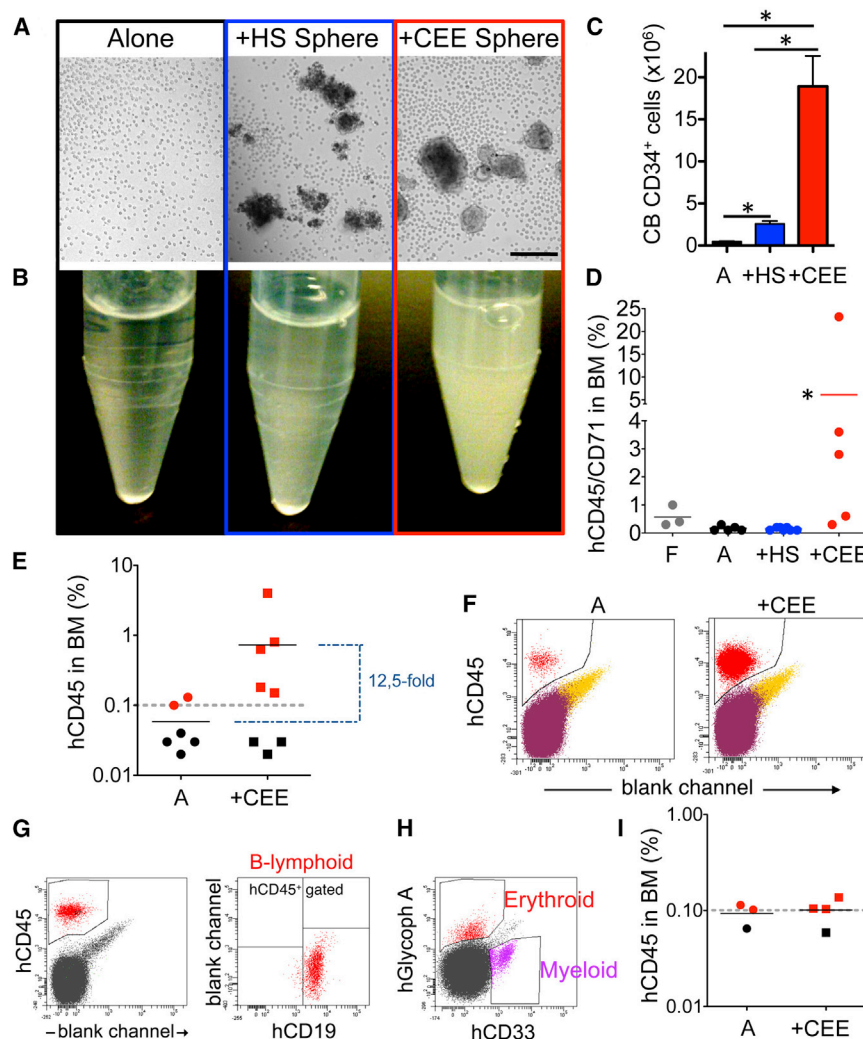 A
Alone
+HS Sphere
+CEE Sphere
B
C
CB CD34+ cells (x10⁶)
20
15
10
5
0
* * *
A +HS +CEE
D
hCD45/CD71 in BM (%)
25
20
15
10
5
4
3
2
1
0
*
F A +HS +CEE
E
hCD45 in BM (%)
10
1
0.1
0.01
12,5-fold
A +CEE
F
A
+CEE
hCD45
blank channel
G
hCD45
–blank channel→
B-lymphoid
hCD45+ gated
blank channel
hCD19
H
hGlycoph A
Erythroid
Myeloid
hCD33
I
hCD45 in BM (%)
1.00
0.10
0.01
A +CEE